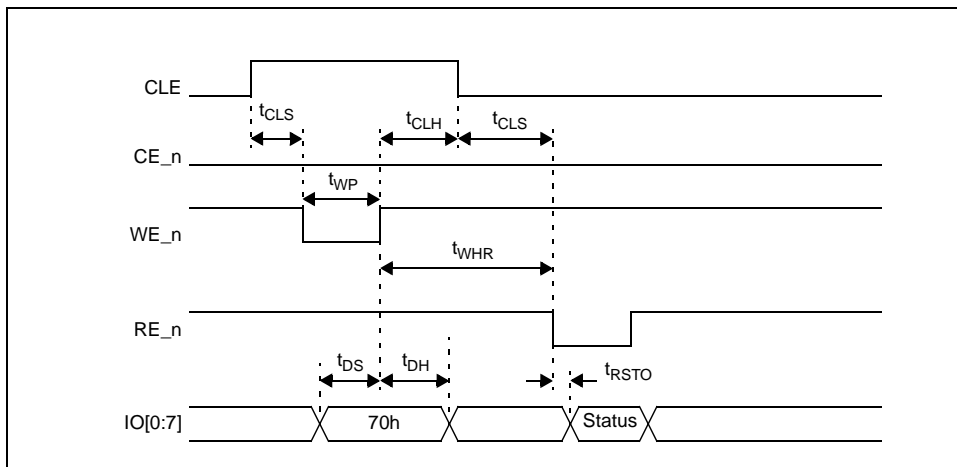 CLE
tCLS
tCLH
tCLS
CE_n
tWP
WE_n
tWHR
RE_n
tDS
tDH
tRSTO
IO[0:7]
70h
Status